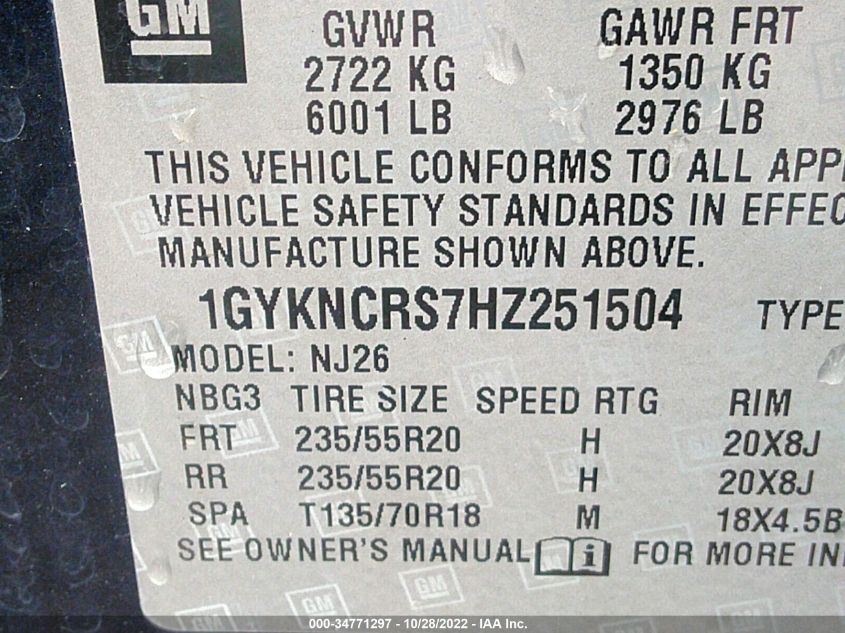 GM
GVWR GAWR FRT
2722 KG 1350 KG
6001 LB 2976 LB
THIS VEHICLE CONFORMS TO ALL APPL
VEHICLE SAFETY STANDARDS IN EFFEC
MANUFACTURE SHOWN ABOVE.
1GYKNCRS7HZ251504 TYPE
MODEL: NJ26
NBG3 TIRE SIZE SPEED RTG RIM
FRT 235/55R20 H 20X8J
RR 235/55R20 H 20X8J
SPA T135/70R18 M 18X4.5B
SEE OWNER'S MANUAL i FOR MORE IN
GM
000-34771297 - 10/28/2022 - IAA Inc.